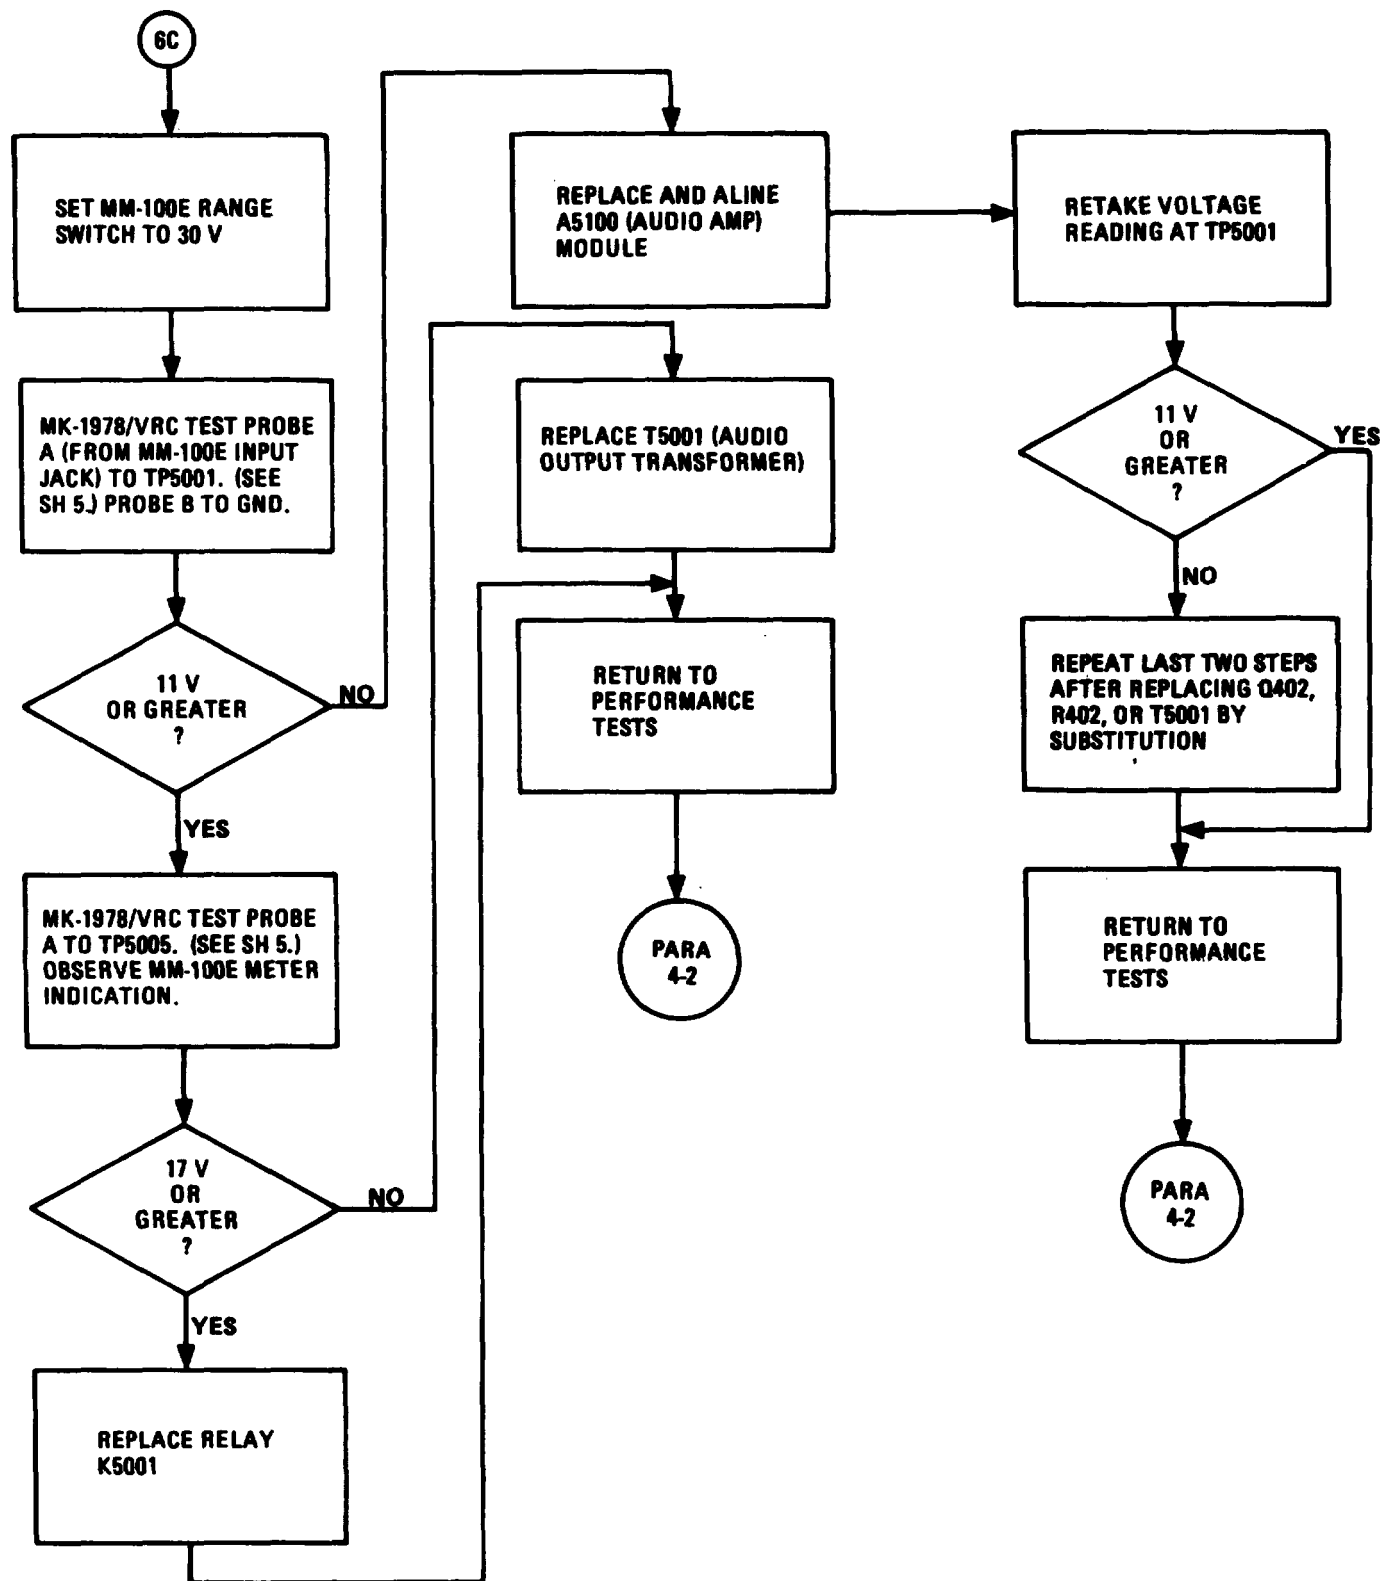 6C
SET MM-100E RANGE
SWITCH TO 30 V
MK-1978/VRC TEST PROBE
A (FROM MM-100E INPUT
JACK) TO TP5001. (SEE
SH 5.) PROBE B TO GND.
11 V
OR GREATER
?
NO
YES
MK-1978/VRC TEST PROBE
A TO TP5005. (SEE SH 5.)
OBSERVE MM-100E METER
INDICATION.
17 V
OR
GREATER
?
NO
YES
REPLACE RELAY
K5001
REPLACE AND ALINE
A5100 (AUDIO AMP)
MODULE
REPLACE T5001 (AUDIO
OUTPUT TRANSFORMER)
RETURN TO
PERFORMANCE
TESTS
PARA
4-2
RETAKE VOLTAGE
READING AT TP5001
11 V
OR
GREATER
?
YES
NO
REPEAT LAST TWO STEPS
AFTER REPLACING Q402,
R402, OR T5001 BY
SUBSTITUTION
RETURN TO
PERFORMANCE
TESTS
PARA
4-2